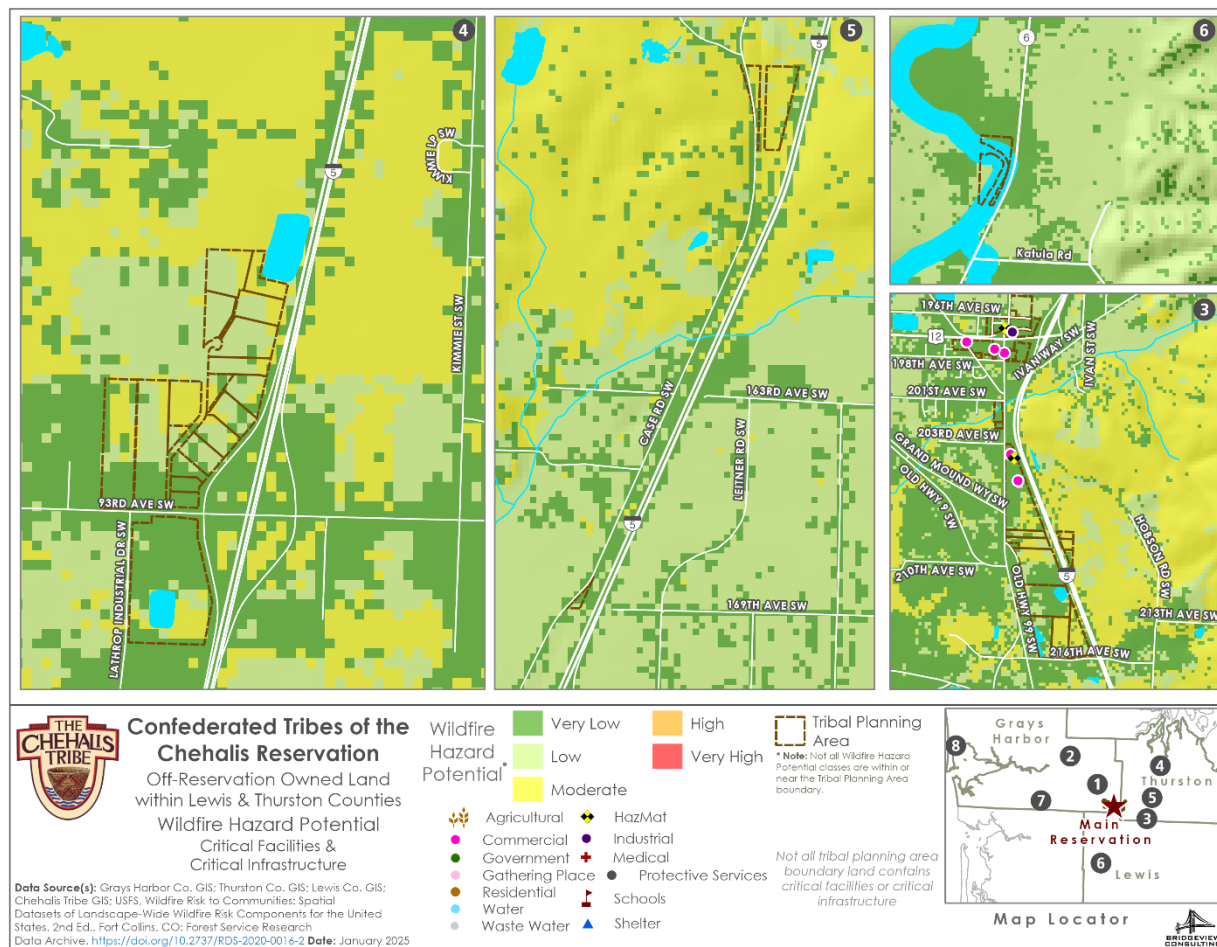 4
5
KIMMIE LP SW
KIMMIE ST SW
93RD AVE SW
LATHROP INDUSTRIAL DR SW
5
5
CASE RD SW
163RD AVE SW
LEITNER RD SW
5
169TH AVE SW
6
6
Katula Rd
3
196TH AVE SW
12
198TH AVE SW
IVAN WAY SW
IVAN ST SW
201ST AVE SW
203RD AVE SW
GRAND MOUND WY SW
OLD HWY 9 SW
HOBSON RD SW
210TH AVE SW
5
OLD HWY 99 SW
213TH AVE SW
216TH AVE SW
THE
CHEHALIS
TRIBE
Confederated Tribes of the
Chehalis Reservation
Off-Reservation Owned Land
within Lewis & Thurston Counties
Wildfire Hazard Potential
Critical Facilities &
Critical Infrastructure
Data Source(s): Grays Harbor Co. GIS; Thurston Co. GIS; Lewis Co. GIS;
Chehalis Tribe GIS; USFS, Wildfire Risk to Communities: Spatial
Datasets of Landscape-Wide Wildfire Risk Components for the United
States. 2nd Ed., Fort Collins, CO: Forest Service Research
Data Archive. https://doi.org/10.2737/RDS-2020-0016-2 Date: January 2025
Wildfire
Hazard
Potential*
Very Low
Low
Moderate
High
Very High
Tribal Planning
Area
* Note: Not all Wildfire Hazard
Potential classes are within or
near the Tribal Planning Area
boundary.
Agricultural
Commercial
Government
Gathering Place
Residential
Water
Waste Water
HazMat
Industrial
Medical
Protective Services
Schools
Shelter
Not all tribal planning area
boundary land contains
critical facilities or critical
infrastructure
Grays
Harbor
8
2
4
Thurston
1
5
7
3
Main
Reservation
6
Lewis
Map Locator
BRIDGEVIEW
CONSULTING